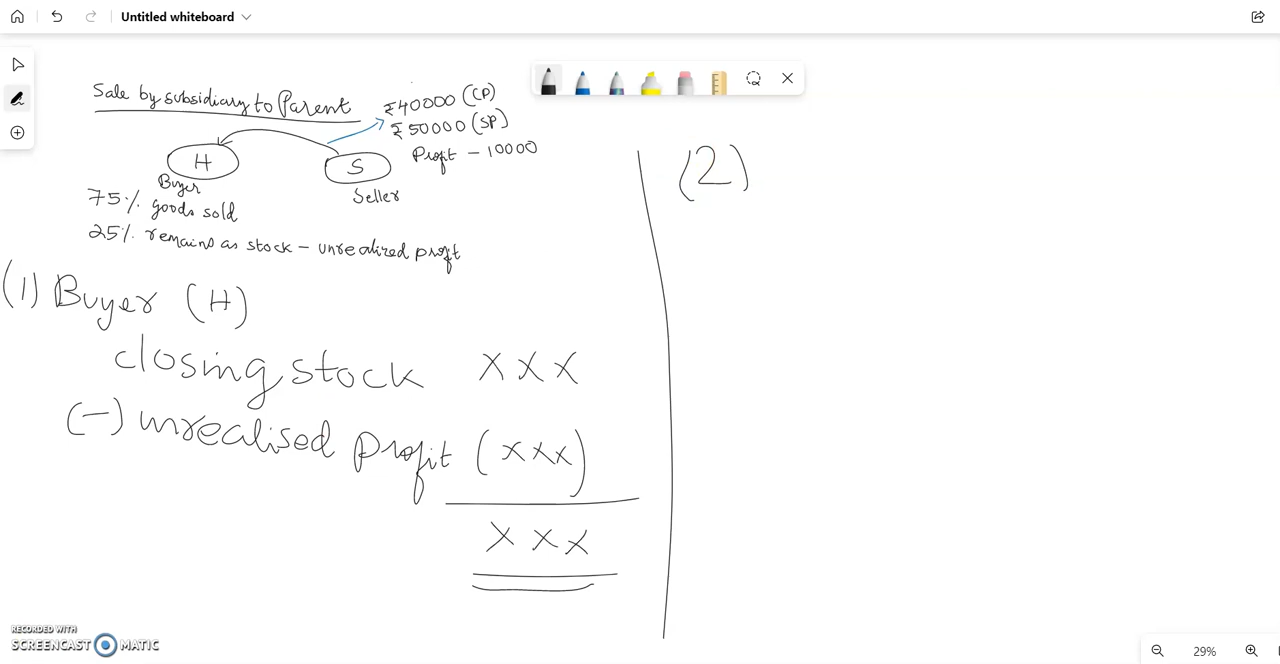 Untitled whiteboard
Sale by subsidiary to Parent
₹40000 (CP)
₹50000 (SP)
Profit - 10000
H
S
Buyer
Seller
75% goods sold
25% remains as stock - unrealized profit
(1) Buyer (H)
closing stock XXX
(-) unrealised profit (XXX)
XXX
(2)
RECORDED WITH
SCREENCAST MATIC
29%